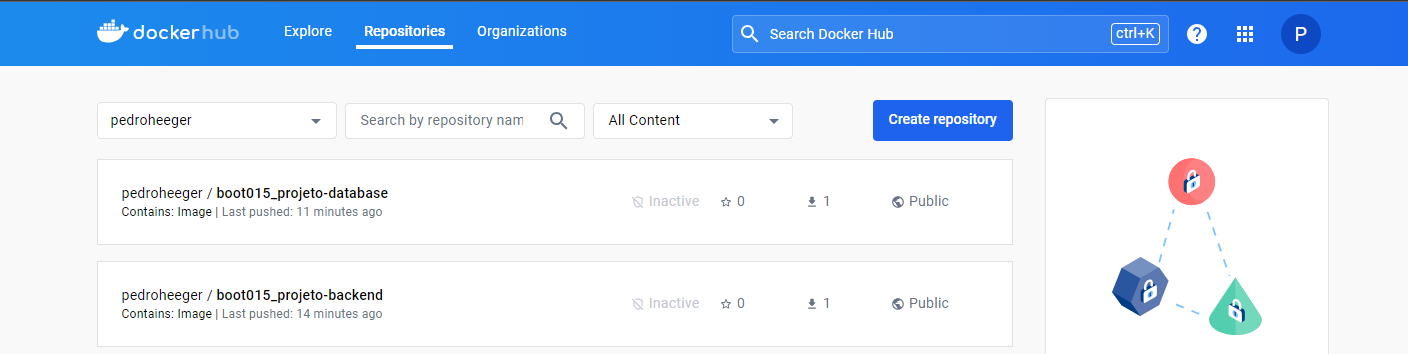 dockerhub Explore Repositories Organizations Search Docker Hub ctrl+K ? P
pedroheeger Search by repository nam All Content Create repository
pedroheeger / boot015_projeto-database Inactive 0 1 Public
Contains: Image | Last pushed: 11 minutes ago
pedroheeger / boot015_projeto-backend Inactive 0 1 Public
Contains: Image | Last pushed: 14 minutes ago